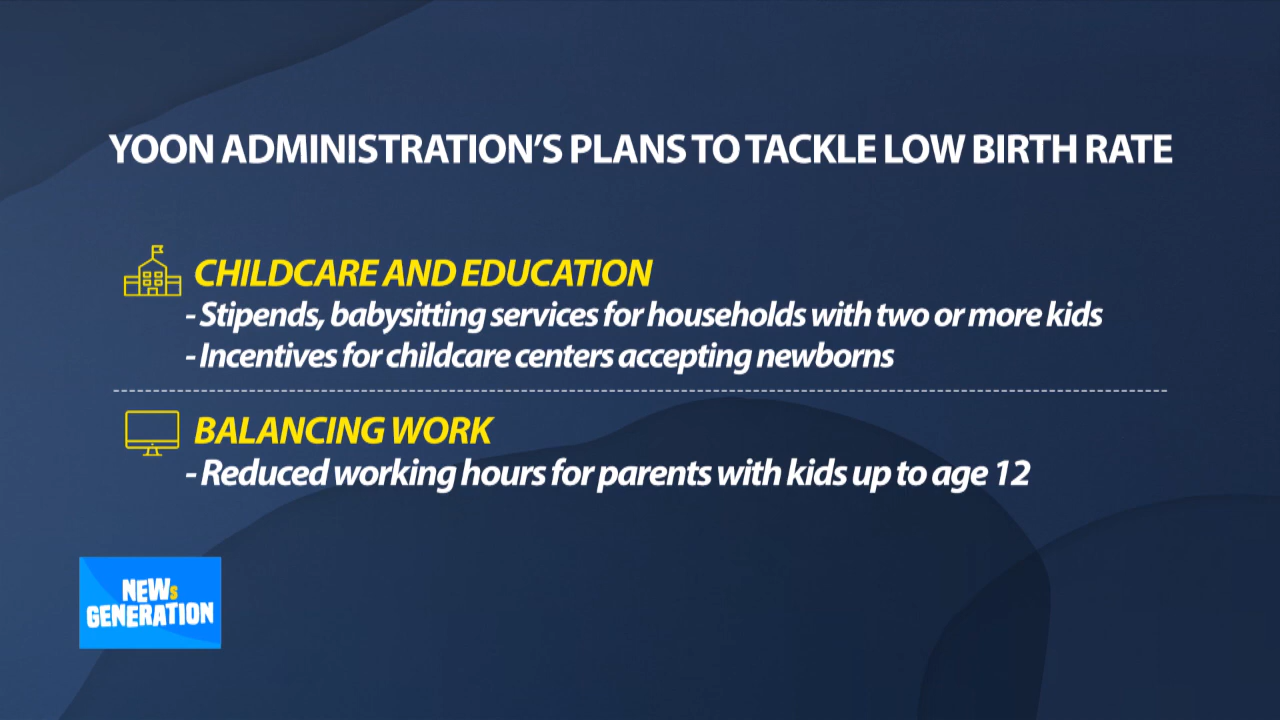 YOON ADMINISTRATION'S PLANS TO TACKLE LOW BIRTH RATE
CHILDCARE AND EDUCATION
- Stipends, babysitting services for households with two or more kids
- Incentives for childcare centers accepting newborns
BALANCING WORK
- Reduced working hours for parents with kids up to age 12
NEWs
GENERATION